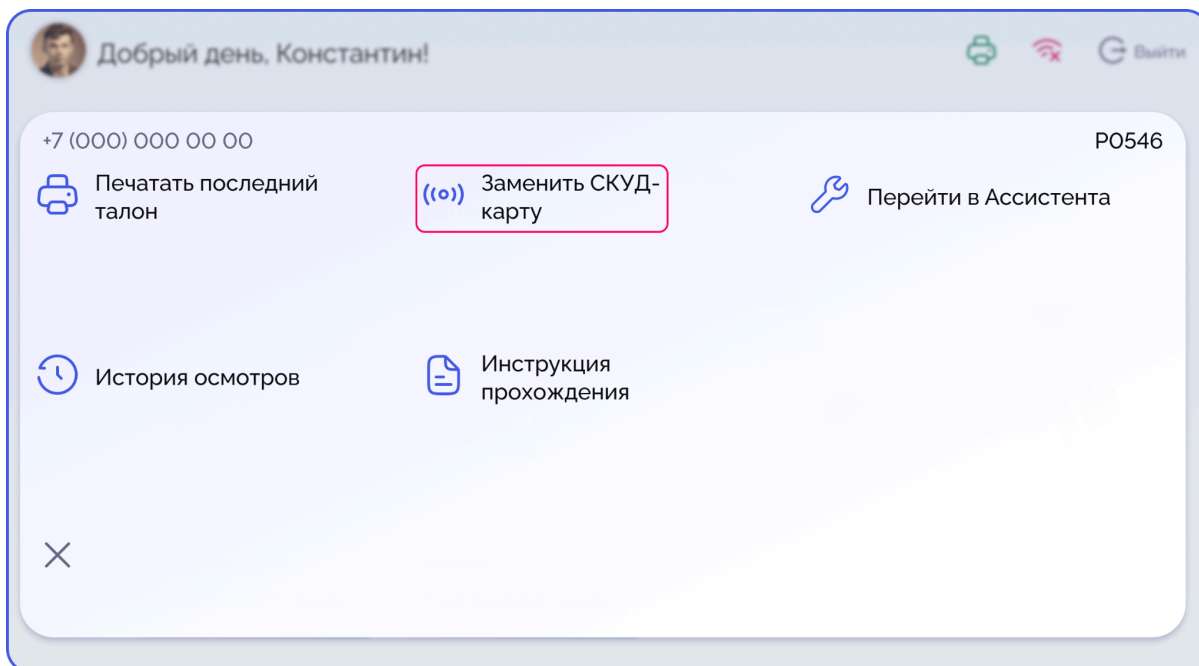 Добрый день, Константин!
Выйти
+7 (000) 000 00 00
P0546
Печатать последний
талон
Заменить СКУД-
карту
Перейти в Ассистента
История осмотров
Инструкция
прохождения